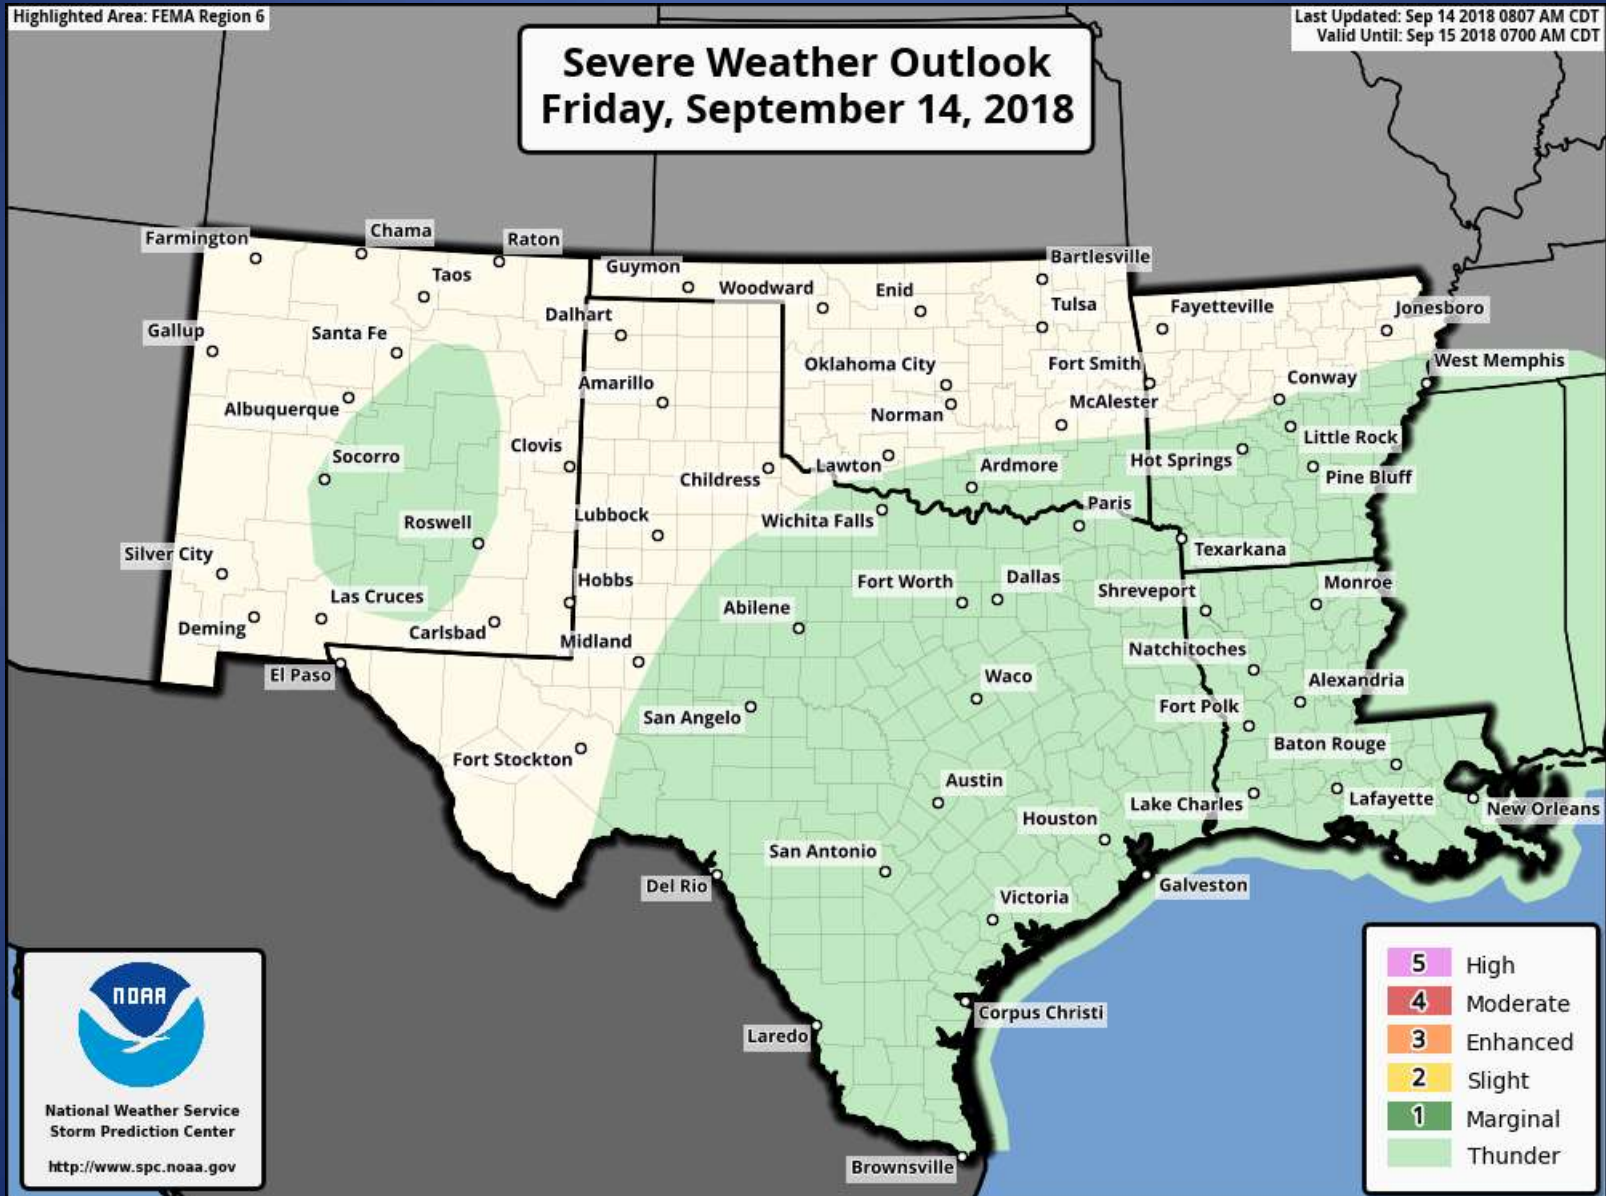 Highlighted Area: FEMA Region 6
Last Updated: Sep 14 2018 0807 AM CDT
Valid Until: Sep 15 2018 0700 AM CDT
Severe Weather Outlook
Friday, September 14, 2018
Farmington
Chama
Raton
Taos
Guymon
Woodward
Enid
Bartlesville
Tulsa
Fayetteville
Jonesboro
Gallup
Santa Fe
Dalhart
Oklahoma City
Fort Smith
Conway
West Memphis
Albuquerque
Amarillo
Norman
McAlester
Little Rock
Socorro
Clovis
Childress
Lawton
Ardmore
Hot Springs
Pine Bluff
Roswell
Lubbock
Wichita Falls
Paris
Texarkana
Silver City
Las Cruces
Hobbs
Abilene
Fort Worth
Dallas
Shreveport
Monroe
Deming
Carlsbad
Midland
Natchitoches
El Paso
San Angelo
Waco
Alexandria
Fort Polk
Fort Stockton
Baton Rouge
Austin
Houston
Lake Charles
Lafayette
New Orleans
San Antonio
Del Rio
Galveston
Victoria
Corpus Christi
Laredo
Brownsville
NOAA
National Weather Service
Storm Prediction Center
http://www.spc.noaa.gov
5 High
4 Moderate
3 Enhanced
2 Slight
1 Marginal
Thunder